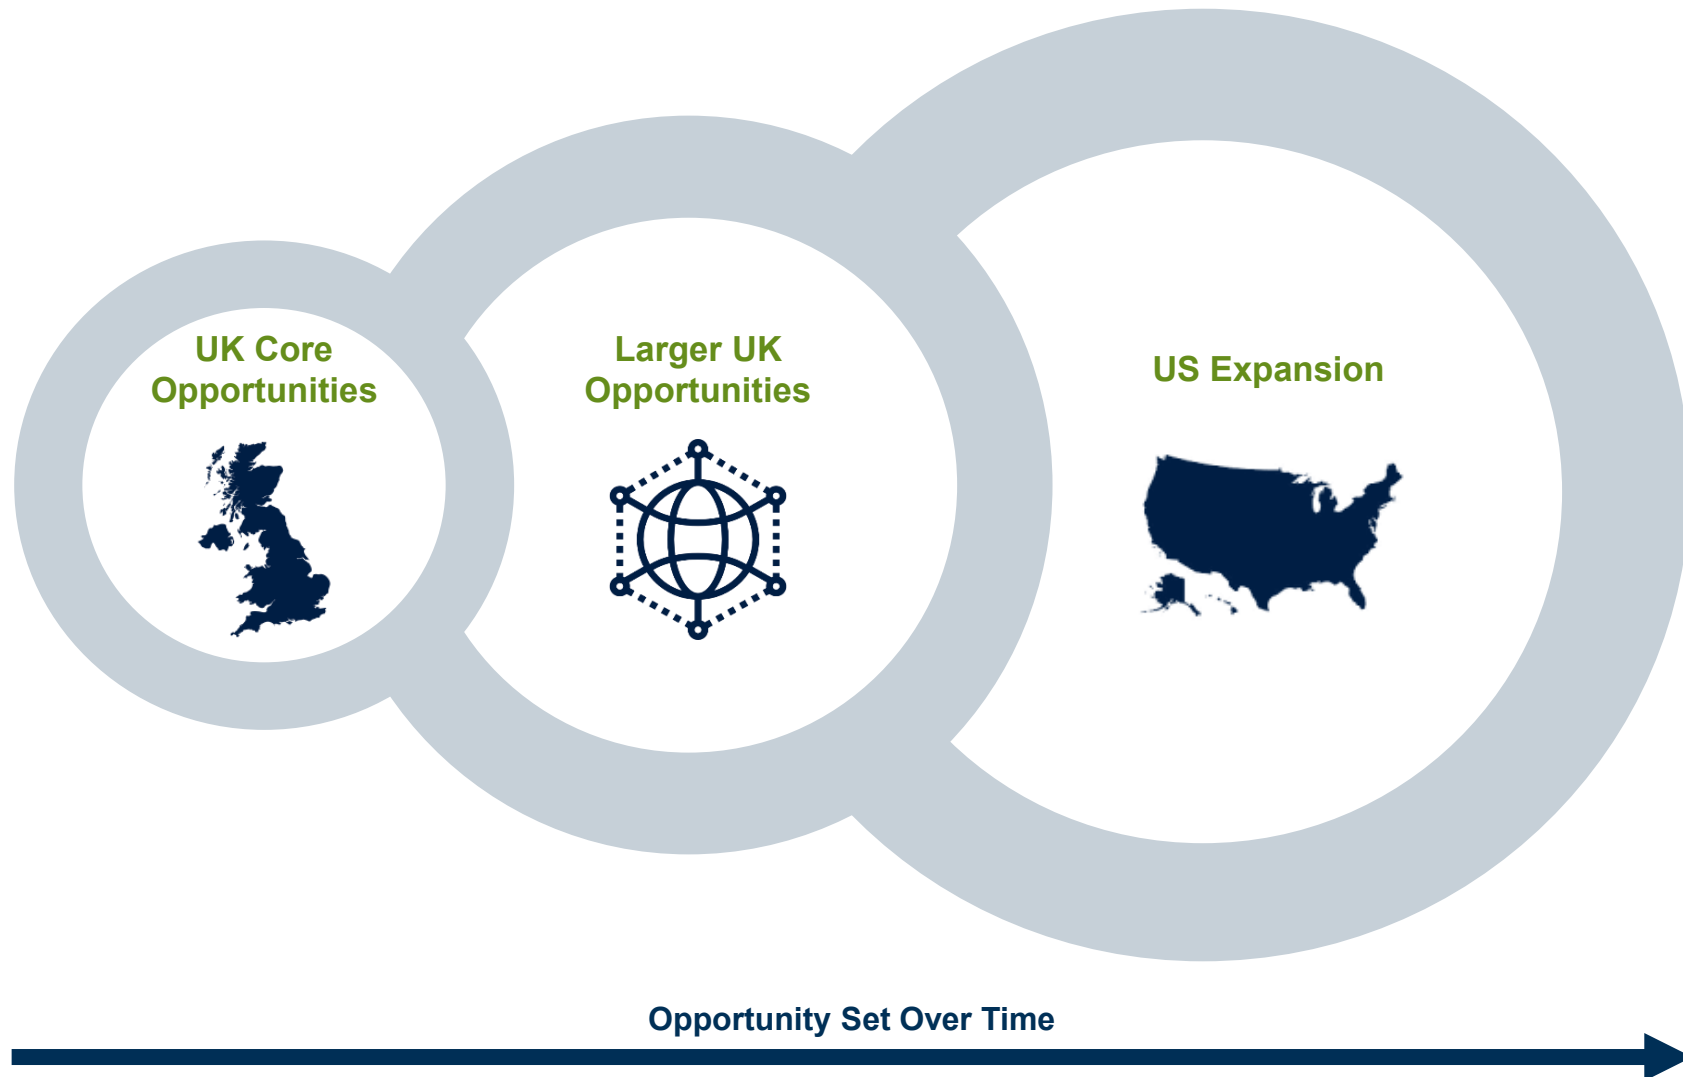 UK Core
Opportunities
Larger UK
Opportunities
US Expansion
Opportunity Set Over Time